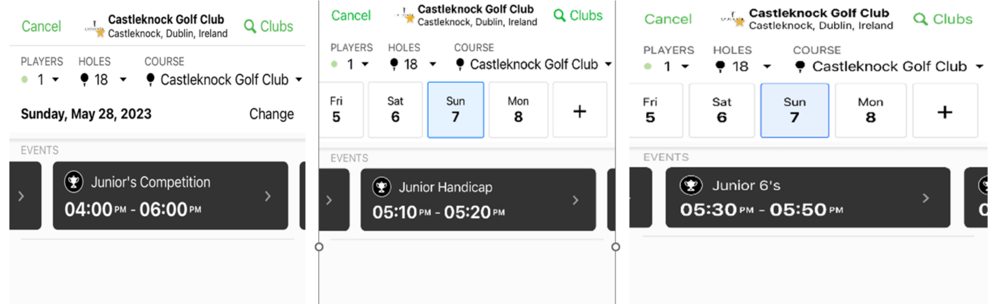 Cancel
Castleknock Golf Club
Castleknock, Dublin, Ireland
Clubs
PLAYERS HOLES COURSE
1 18 Castleknock Golf Club
Sunday, May 28, 2023 Change
EVENTS
Junior's Competition
04:00 PM - 06:00 PM
Cancel
Castleknock Golf Club
Castleknock, Dublin, Ireland
Clubs
PLAYERS HOLES COURSE
1 18 Castleknock Golf Club
Fri Sat Sun Mon
5 6 7 8 +
EVENTS
Junior Handicap
05:10 PM - 05:20 PM
Cancel
Castleknock Golf Club
Castleknock, Dublin, Ireland
Clubs
PLAYERS HOLES COURSE
1 18 Castleknock Golf Club
Fri Sat Sun Mon
5 6 7 8 +
EVENTS
Junior 6's
05:30 PM - 05:50 PM